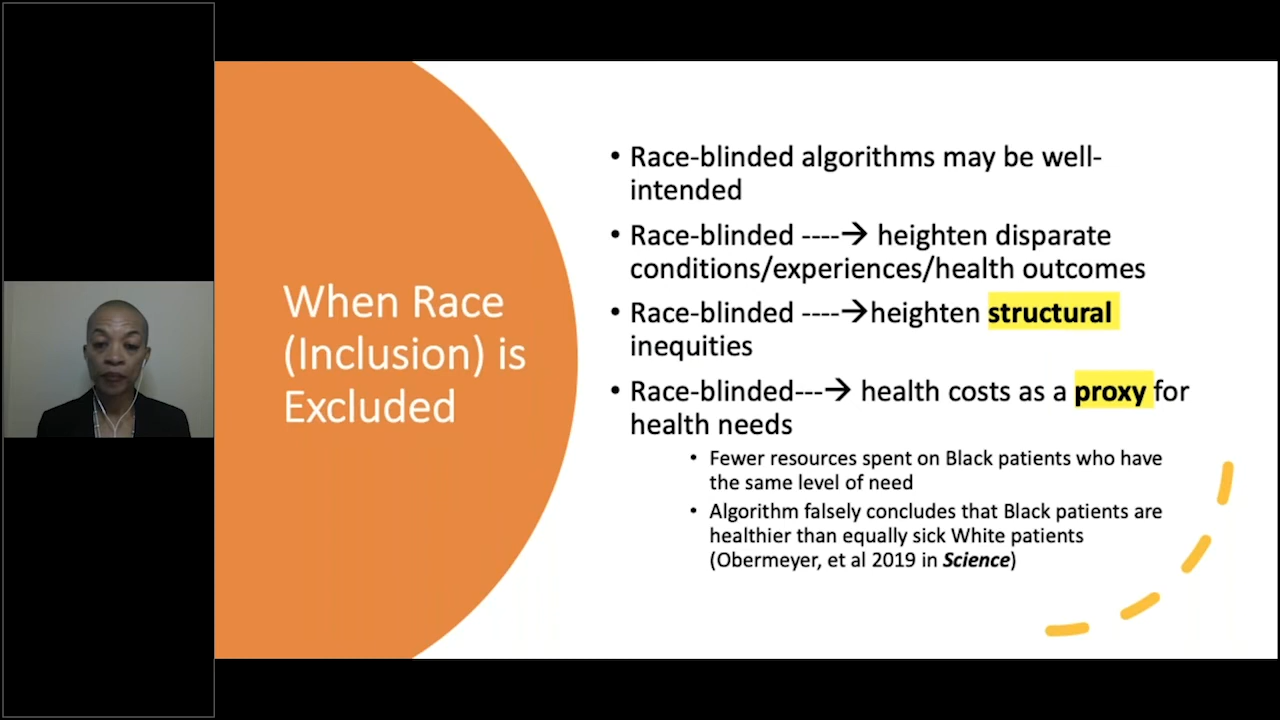 When Race
(Inclusion) is
Excluded
• Race-blinded algorithms may be well-
intended
• Race-blinded ----→ heighten disparate
conditions/experiences/health outcomes
• Race-blinded ----→heighten structural
inequities
• Race-blinded---→ health costs as a proxy for
health needs
• Fewer resources spent on Black patients who have
the same level of need
• Algorithm falsely concludes that Black patients are
healthier than equally sick White patients
(Obermeyer, et al 2019 in Science)